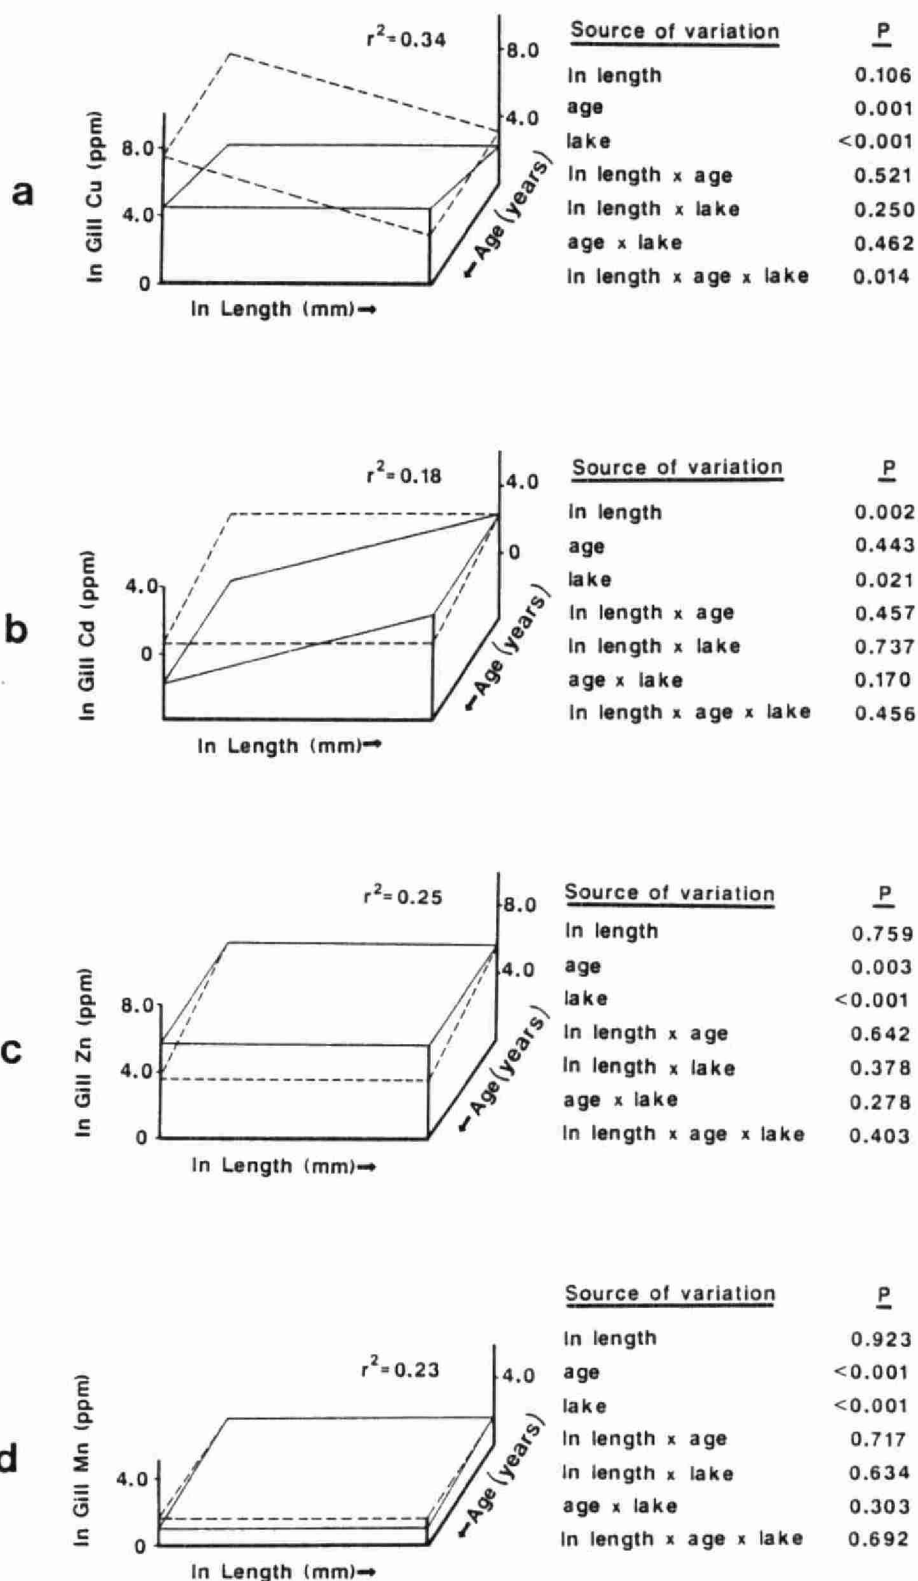 a
r²=0.34
8.0
4.0
ln Gill Cu (ppm)
8.0
4.0
0
ln Length (mm)→
←Age (years)
Source of variation P
ln length 0.106
age 0.001
lake <0.001
ln length x age 0.521
ln length x lake 0.250
age x lake 0.462
ln length x age x lake 0.014
b
r²=0.18
4.0
0
ln Gill Cd (ppm)
4.0
0
ln Length (mm)→
←Age (years)
Source of variation P
ln length 0.002
age 0.443
lake 0.021
ln length x age 0.457
ln length x lake 0.737
age x lake 0.170
ln length x age x lake 0.456
c
r²=0.25
8.0
4.0
ln Gill Zn (ppm)
8.0
4.0
0
ln Length (mm)→
←Age (years)
Source of variation P
ln length 0.759
age 0.003
lake <0.001
ln length x age 0.642
ln length x lake 0.378
age x lake 0.278
ln length x age x lake 0.403
d
r²=0.23
4.0
ln Gill Mn (ppm)
4.0
0
ln Length (mm)→
←Age (years)
Source of variation P
ln length 0.923
age <0.001
lake <0.001
ln length x age 0.717
ln length x lake 0.634
age x lake 0.303
ln length x age x lake 0.692